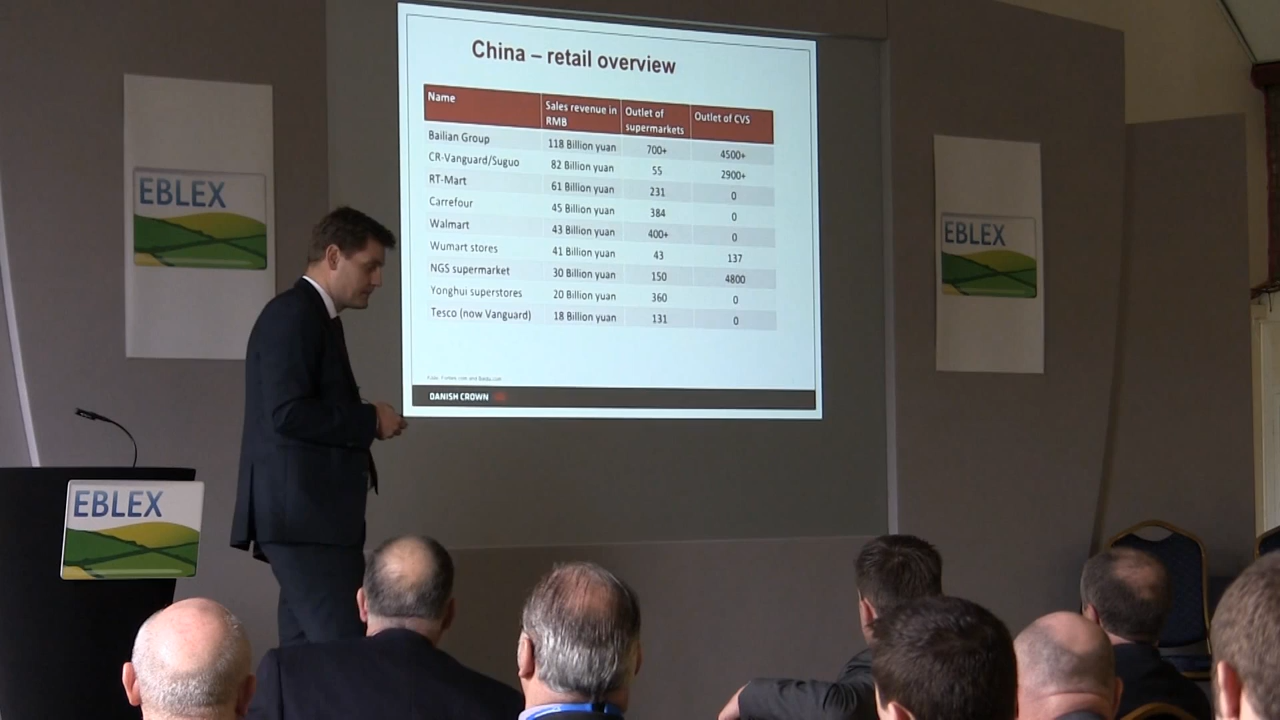 China – retail overview
Name Sales revenue in RMB Outlet of supermarkets Outlet of CVS
Bailian Group 118 Billion yuan 700+ 4500+
CR-Vanguard/Suguo 82 Billion yuan 55 2900+
RT-Mart 61 Billion yuan 231 0
Carrefour 45 Billion yuan 384 0
Walmart 43 Billion yuan 400+ 0
Wumart stores 41 Billion yuan 43 137
NGS supermarket 30 Billion yuan 150 4800
Yonghui superstores 20 Billion yuan 360 0
Tesco (now Vanguard) 18 Billion yuan 131 0
DANISH CROWN
EBLEX
EBLEX
EBLEX